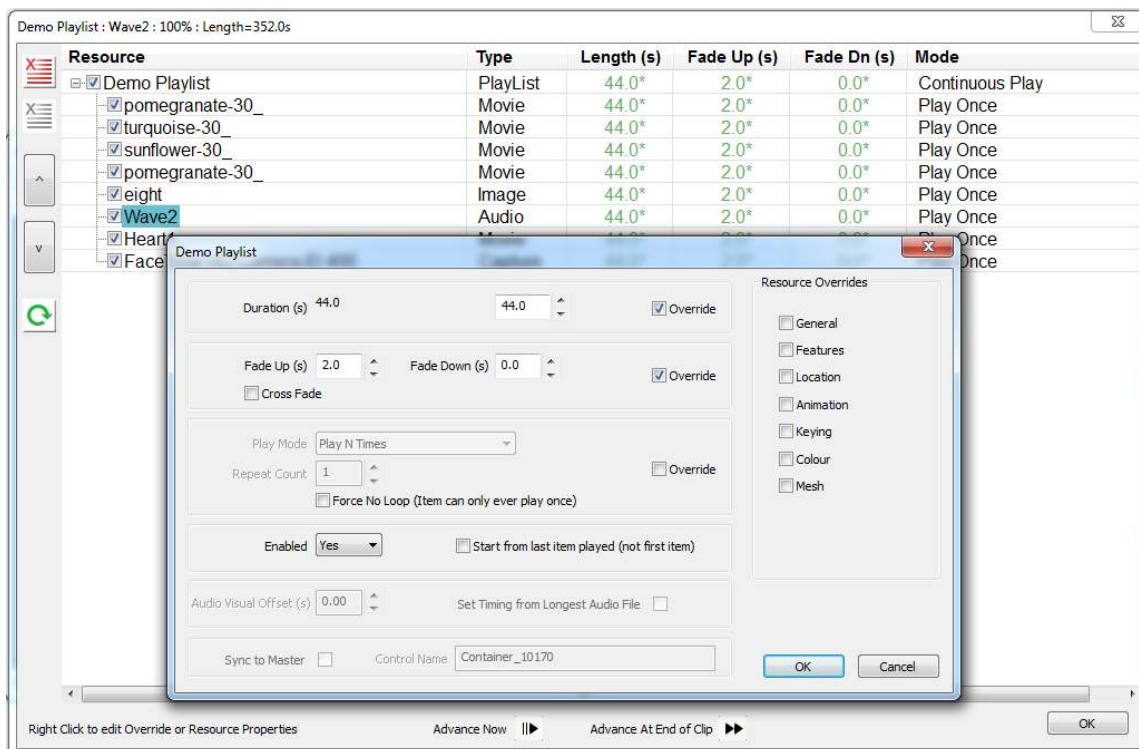 Demo Playlist : Wave2 : 100% : Length=352.0s
Resource Type Length (s) Fade Up (s) Fade Dn (s) Mode
Demo Playlist PlayList 44.0* 2.0* 0.0* Continuous Play
pomegranate-30_ Movie 44.0* 2.0* 0.0* Play Once
turquoise-30_ Movie 44.0* 2.0* 0.0* Play Once
sunflower-30_ Movie 44.0* 2.0* 0.0* Play Once
pomegranate-30_ Movie 44.0* 2.0* 0.0* Play Once
eight Image 44.0* 2.0* 0.0* Play Once
Wave2 Audio 44.0* 2.0* 0.0* Play Once
Once
Once
Demo Playlist
Duration (s) 44.0 44.0 Override
Fade Up (s) 2.0 Fade Down (s) 0.0 Override
Cross Fade
Play Mode Play N Times
Repeat Count 1 Override
Force No Loop (Item can only ever play once)
Enabled Yes Start from last item played (not first item)
Audio Visual Offset (s) 0.00 Set Timing from Longest Audio File
Sync to Master Control Name Container_10170
Resource Overrides
General
Features
Location
Animation
Keying
Colour
Mesh
OK Cancel
Right Click to edit Override or Resource Properties Advance Now Advance At End of Clip OK